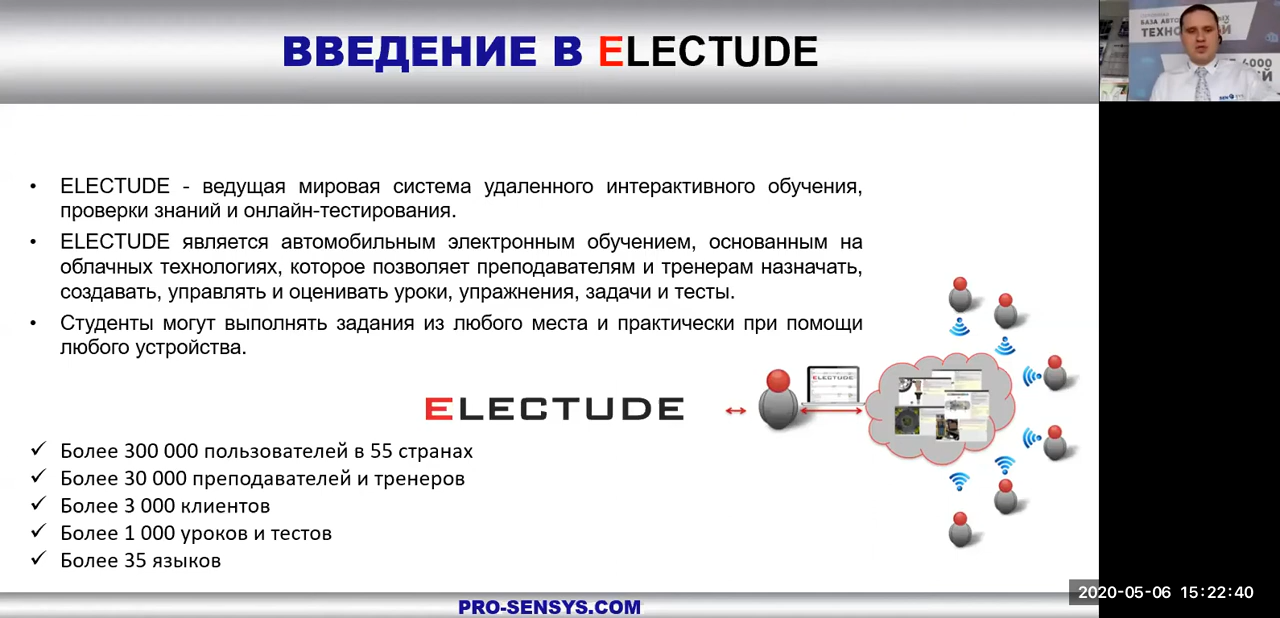 ВВЕДЕНИЕ В ELECTUDE
• ELECTUDE - ведущая мировая система удаленного интерактивного обучения,
проверки знаний и онлайн-тестирования.
• ELECTUDE является автомобильным электронным обучением, основанным на
облачных технологиях, которое позволяет преподавателям и тренерам назначать,
создавать, управлять и оценивать уроки, упражнения, задачи и тесты.
• Студенты могут выполнять задания из любого места и практически при помощи
любого устройства.
ELECTUDE
ELECTUDE
✓ Более 300 000 пользователей в 55 странах
✓ Более 30 000 преподавателей и тренеров
✓ Более 3 000 клиентов
✓ Более 1 000 уроков и тестов
✓ Более 35 языков
PRO-SENSYS.COM
БАЗА
2020-05-06 15:22:40